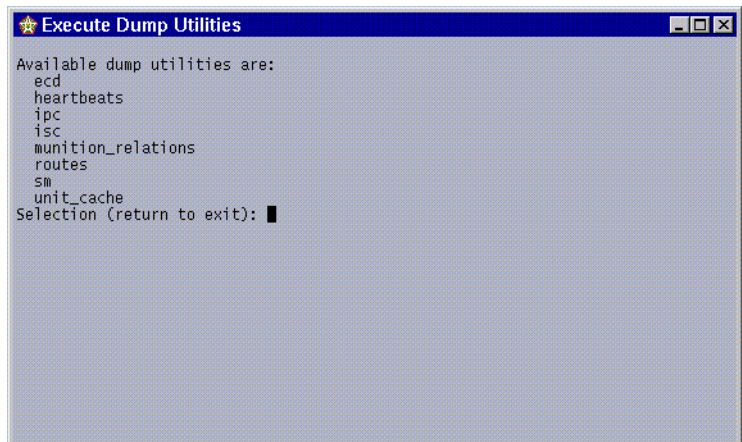 Execute Dump Utilities
Available dump utilities are:
ecd
heartbeats
ipc
isc
munition_relations
routes
sm
unit_cache
Selection (return to exit):